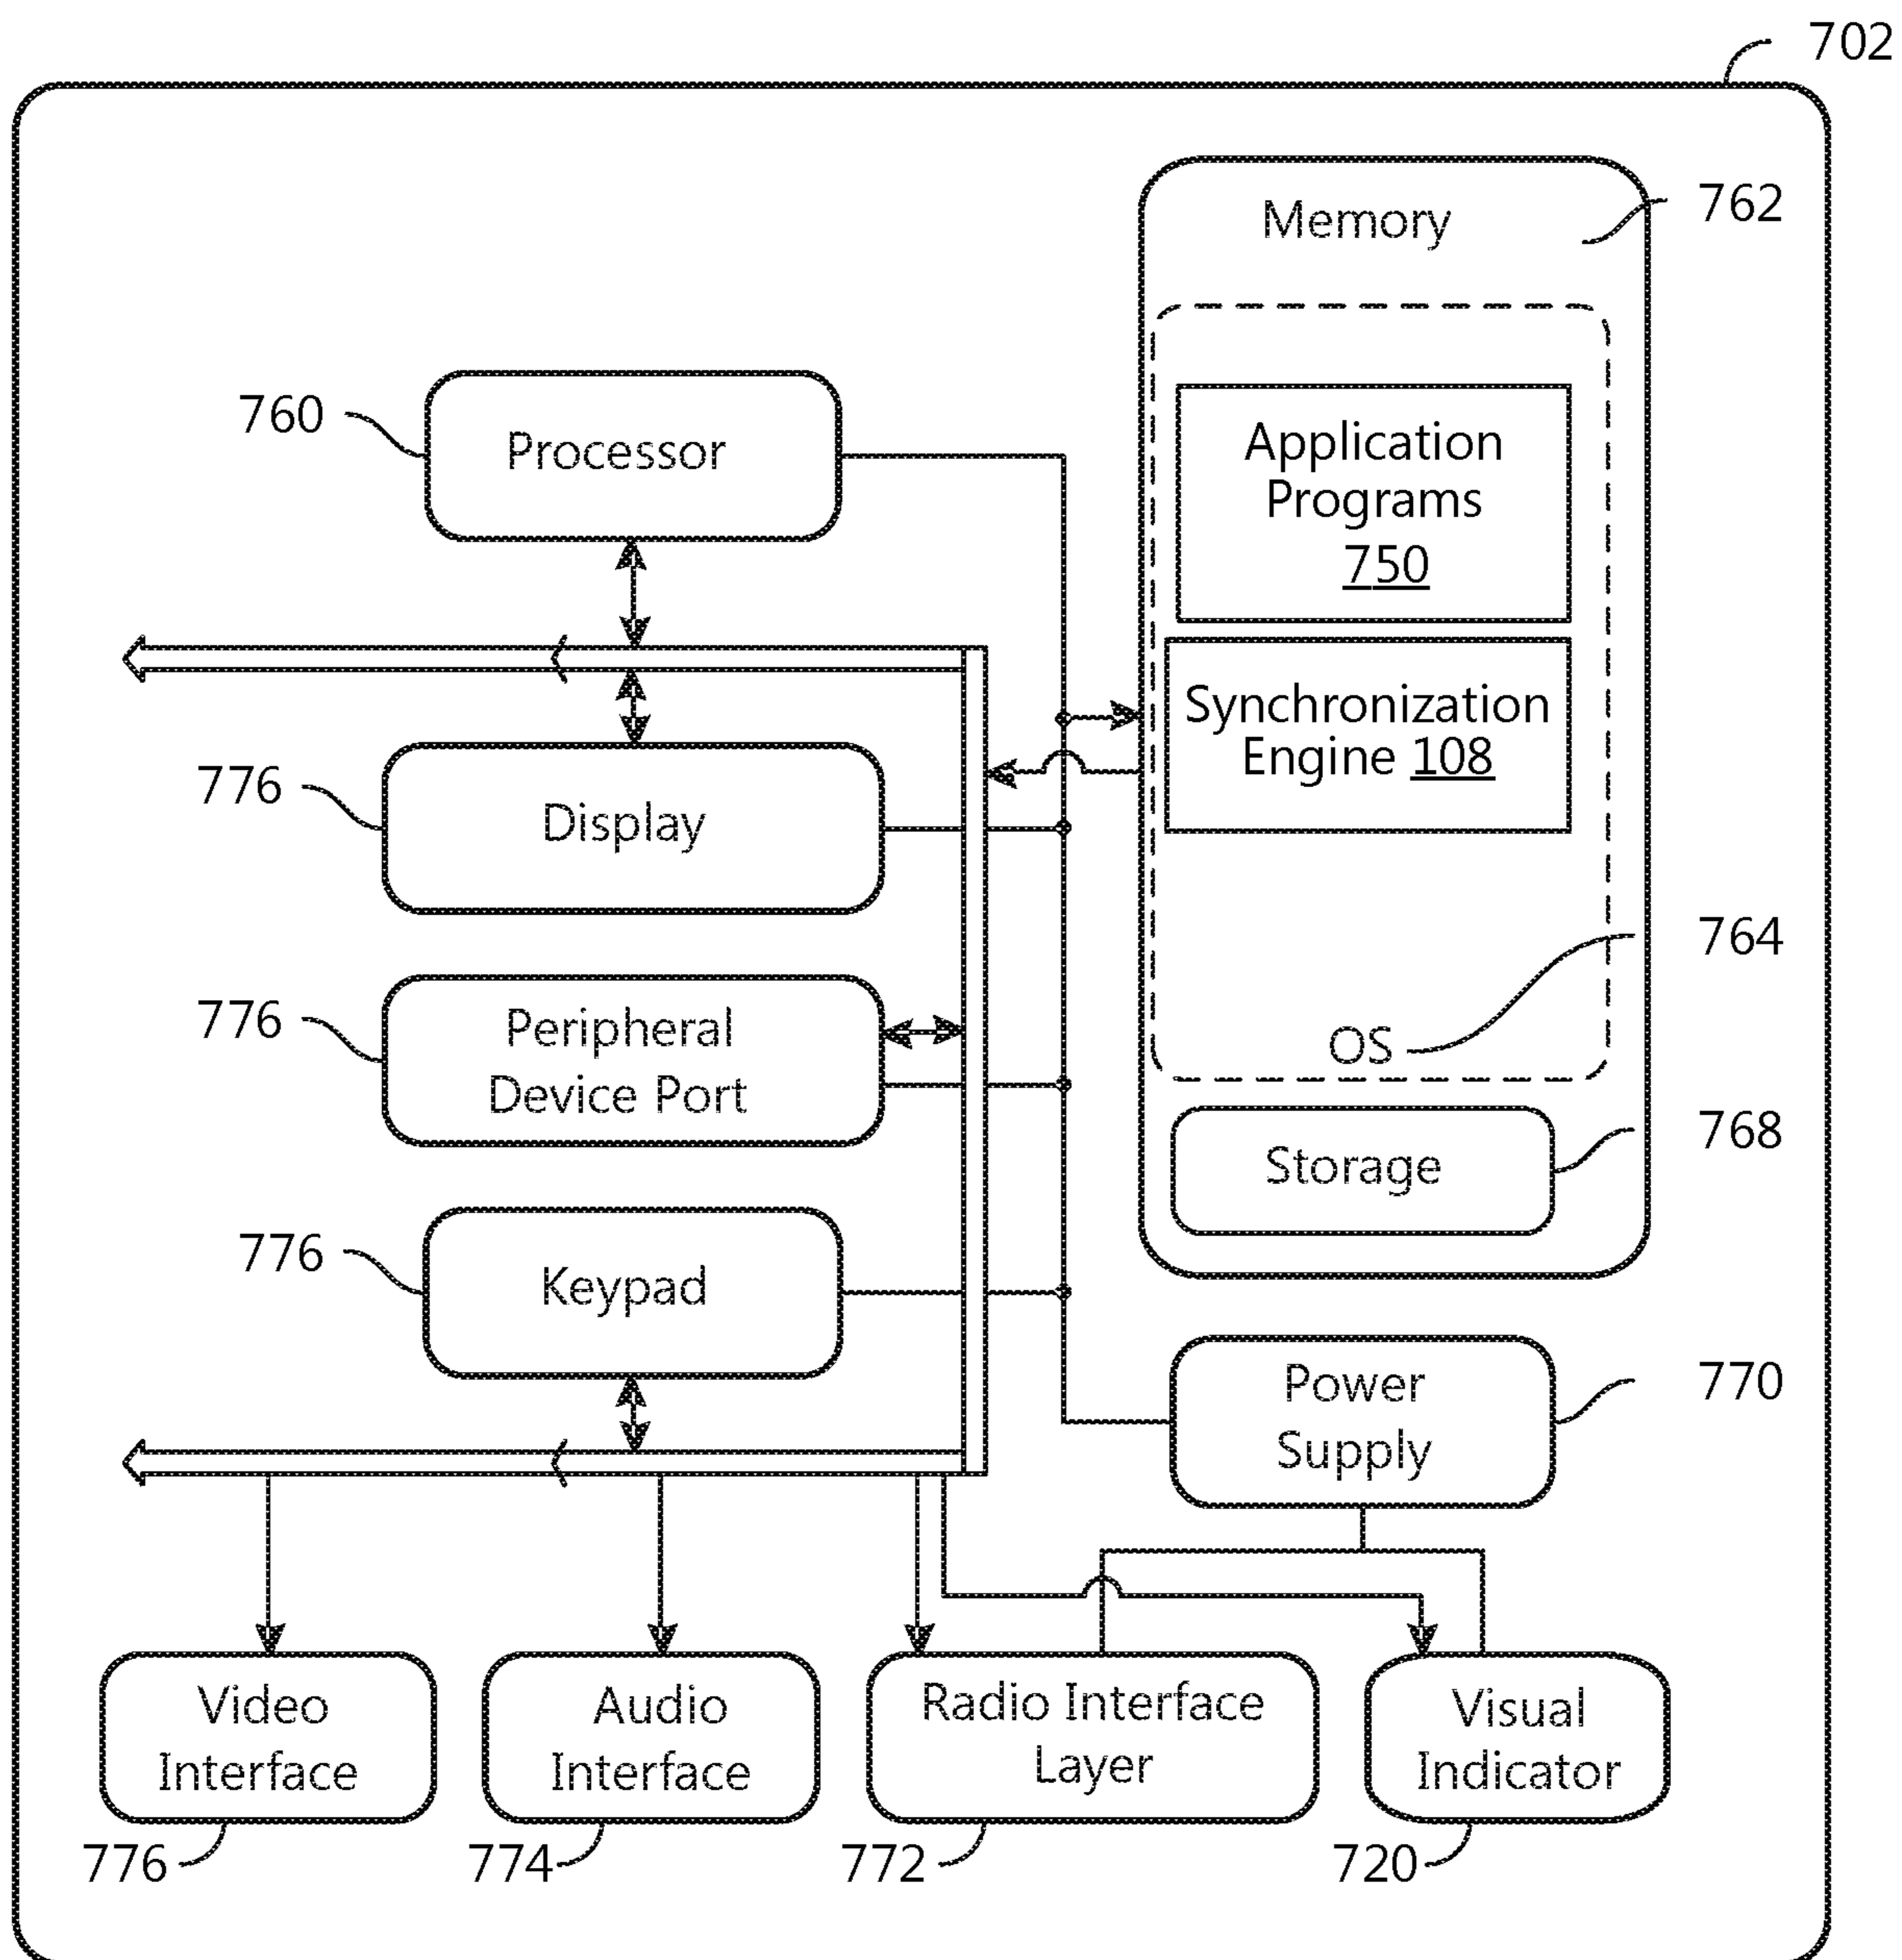 702
Memory
762
760
Processor
Application
Programs
750
Synchronization
Engine 108
776
Display
764
776
Peripheral
Device Port
OS
768
Storage
776
Keypad
Power
Supply
770
Video
Interface
Audio
Interface
Radio Interface
Layer
Visual
Indicator
776
774
772
720